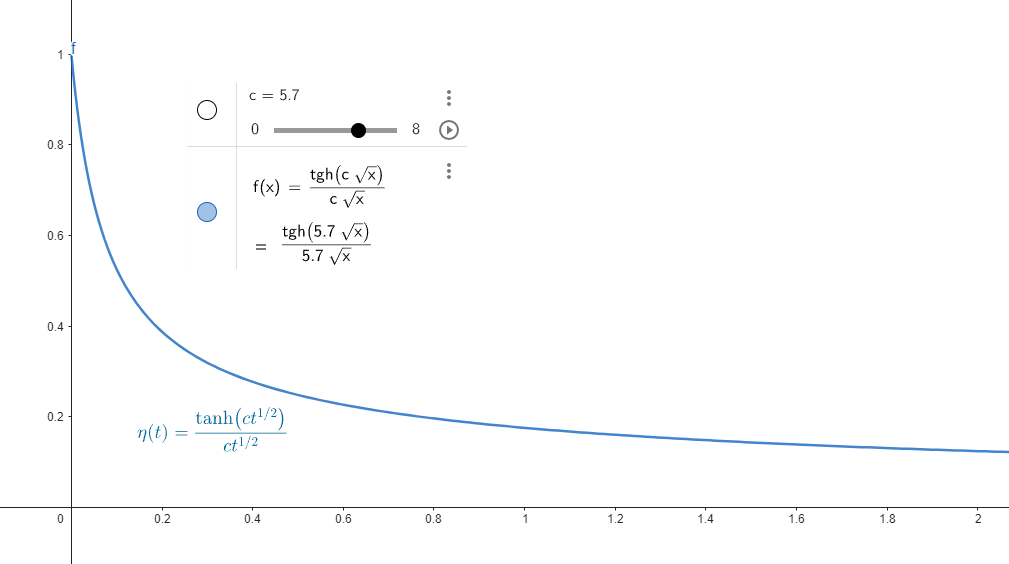 f
1
0.8
0.6
0.4
0.2
c = 5.7
0 8
f(x) = tgh(c √x) / c √x
= tgh(5.7 √x) / 5.7 √x
η(t) = tanh(ct^{1/2}) / ct^{1/2}
0 0.2 0.4 0.6 0.8 1 1.2 1.4 1.6 1.8 2